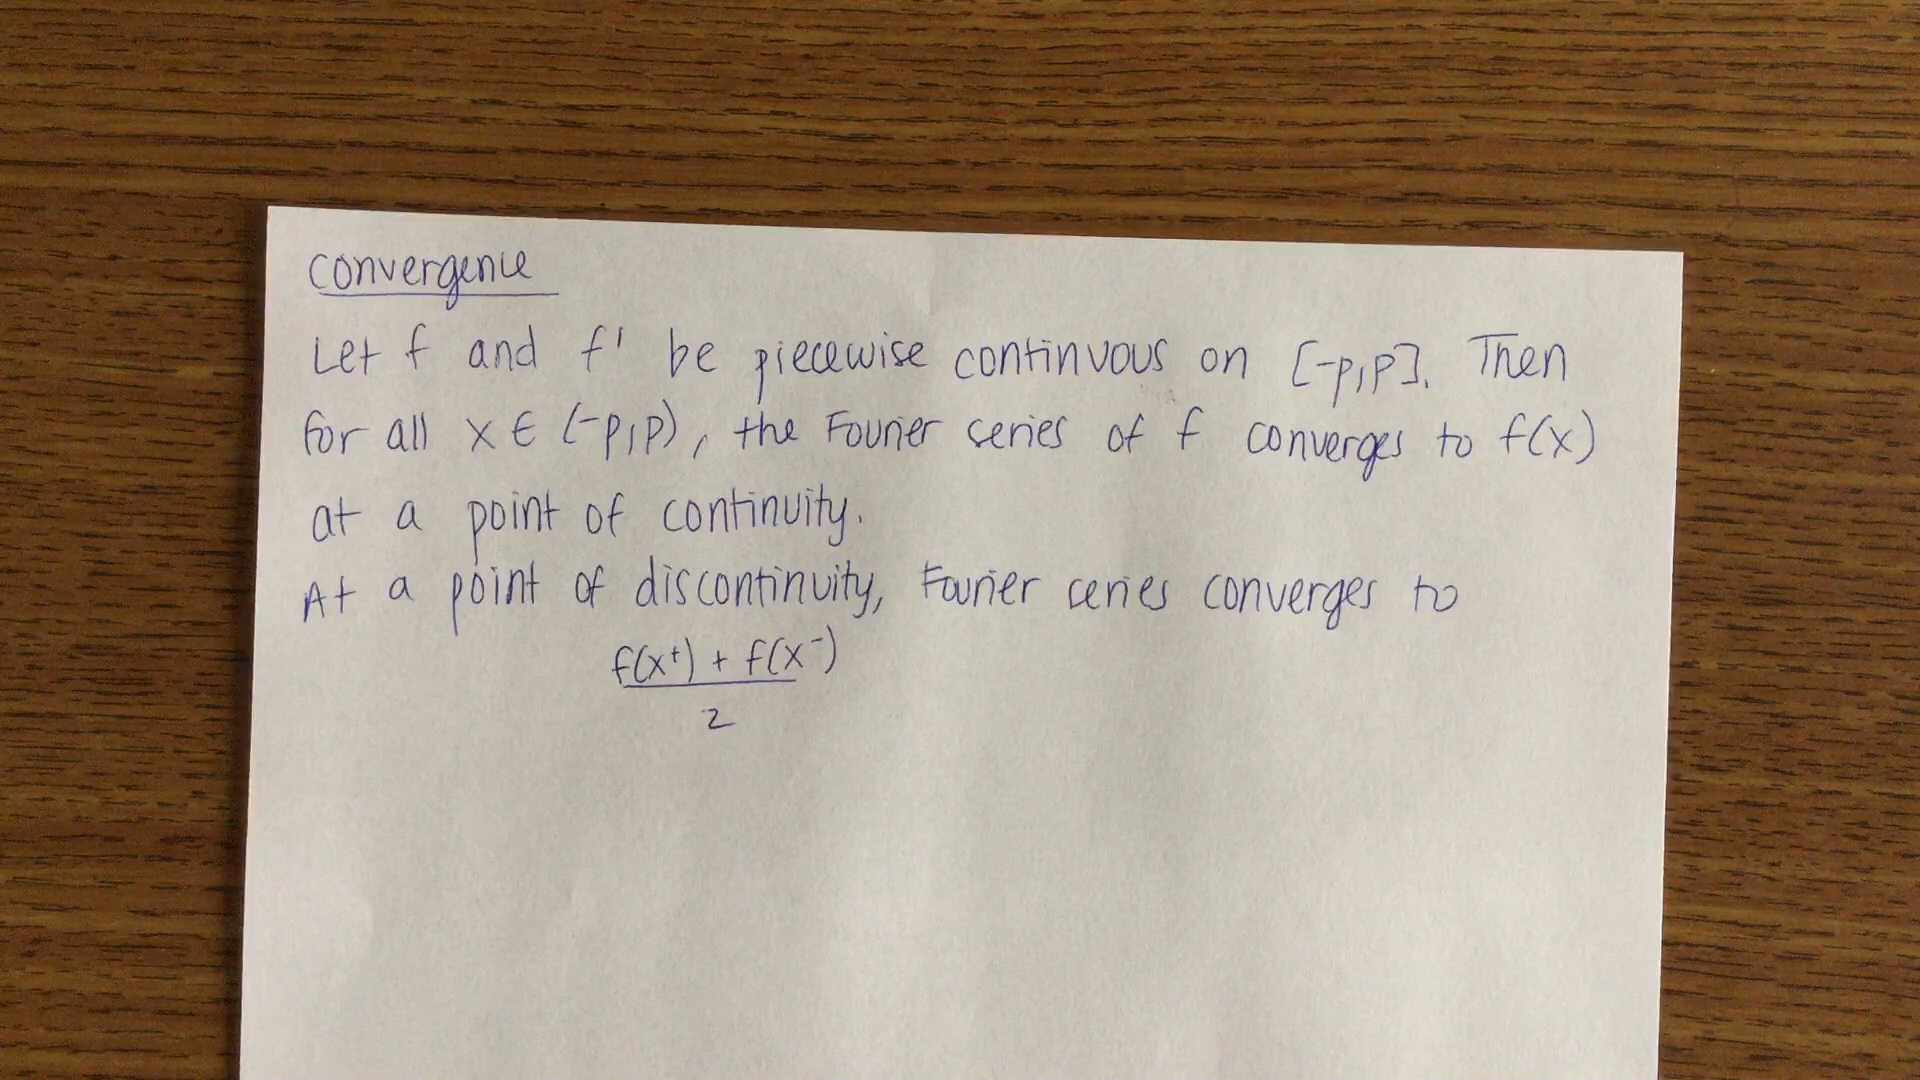 Convergence
Let f and f' be piecewise continuous on [-p,p]. Then
for all x ∈ (-p,p), the Fourier series of f converges to f(x)
at a point of continuity.
At a point of discontinuity, Fourier series converges to
f(x⁺) + f(x⁻)
2